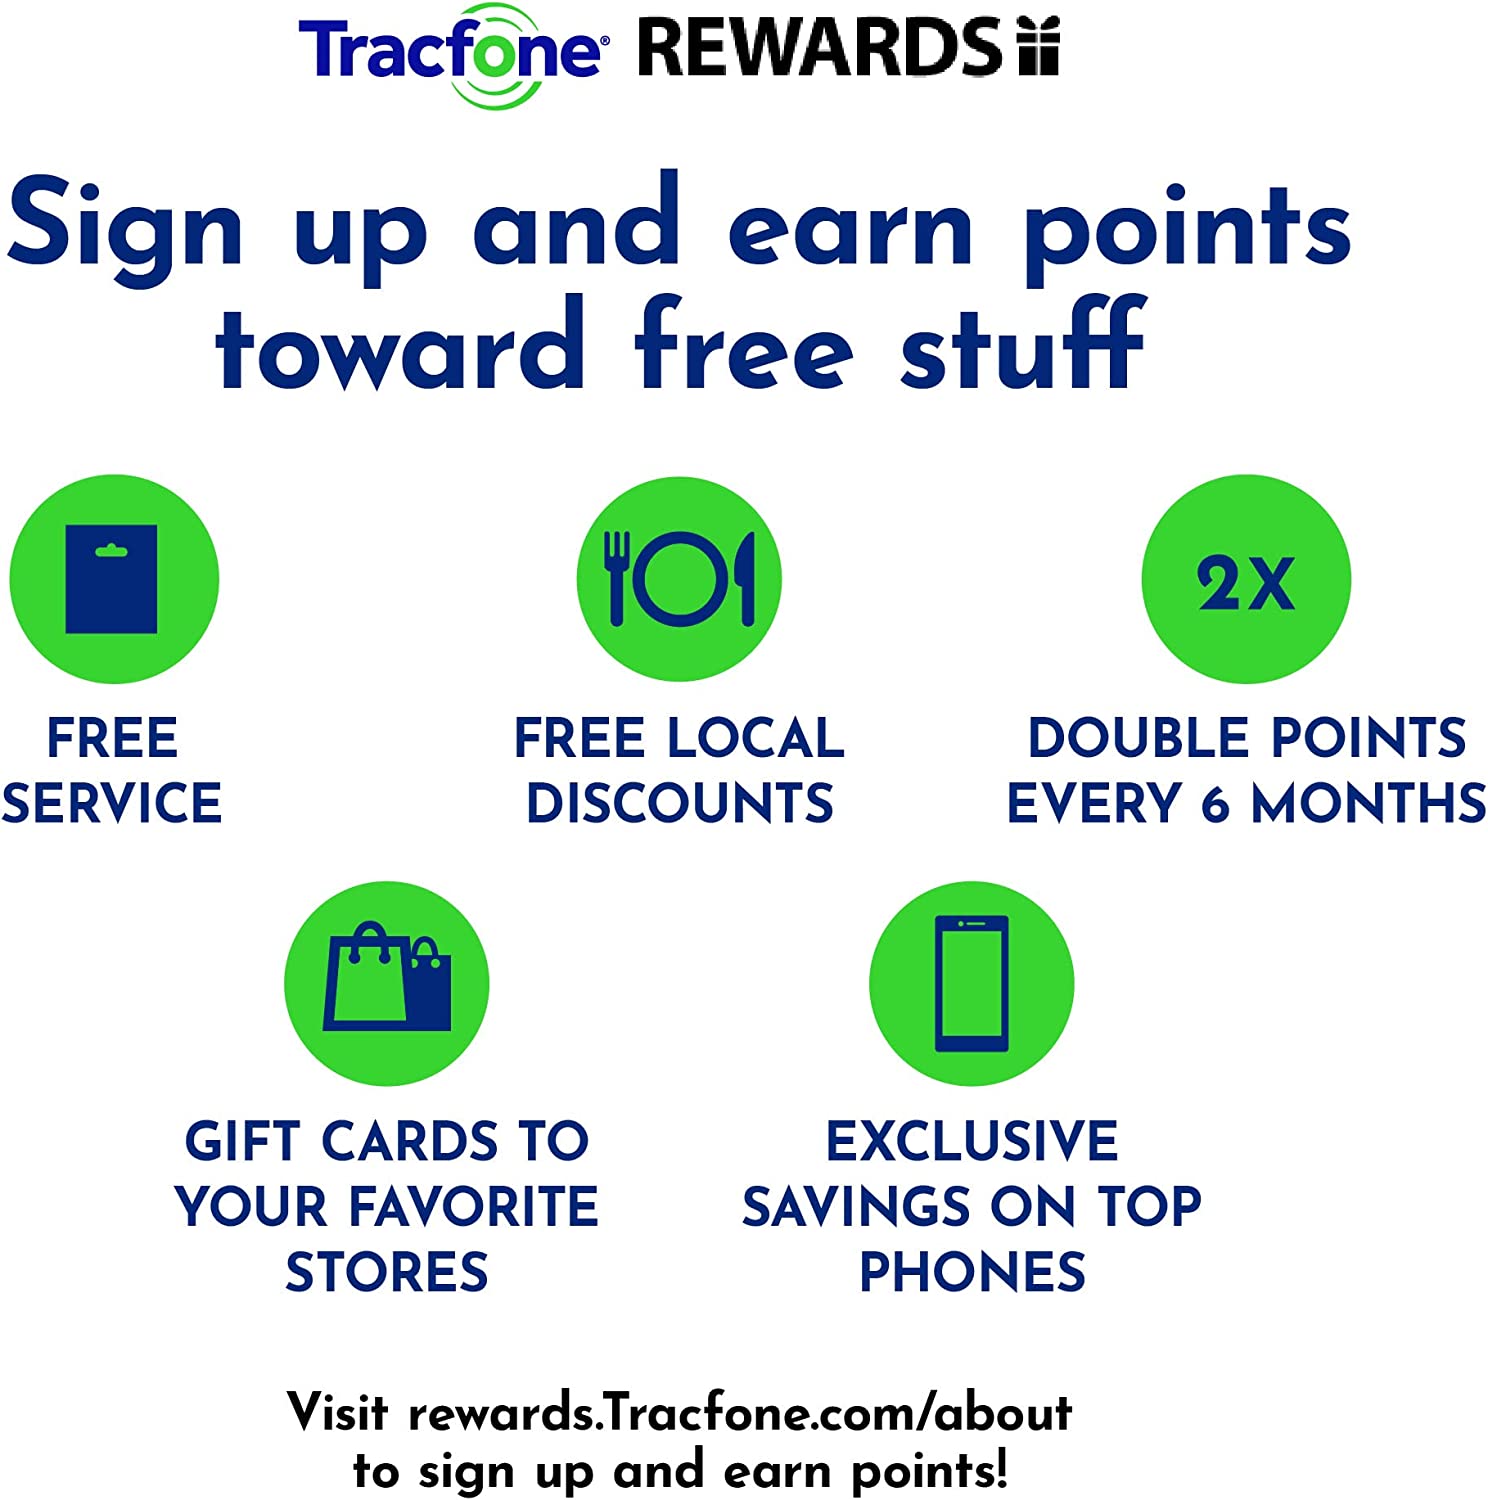 Tracfone® REWARDS
Sign up and earn points
toward free stuff
2X
FREE
SERVICE
FREE LOCAL
DISCOUNTS
DOUBLE POINTS
EVERY 6 MONTHS
GIFT CARDS TO
YOUR FAVORITE
STORES
EXCLUSIVE
SAVINGS ON TOP
PHONES
Visit rewards.Tracfone.com/about
to sign up and earn points!